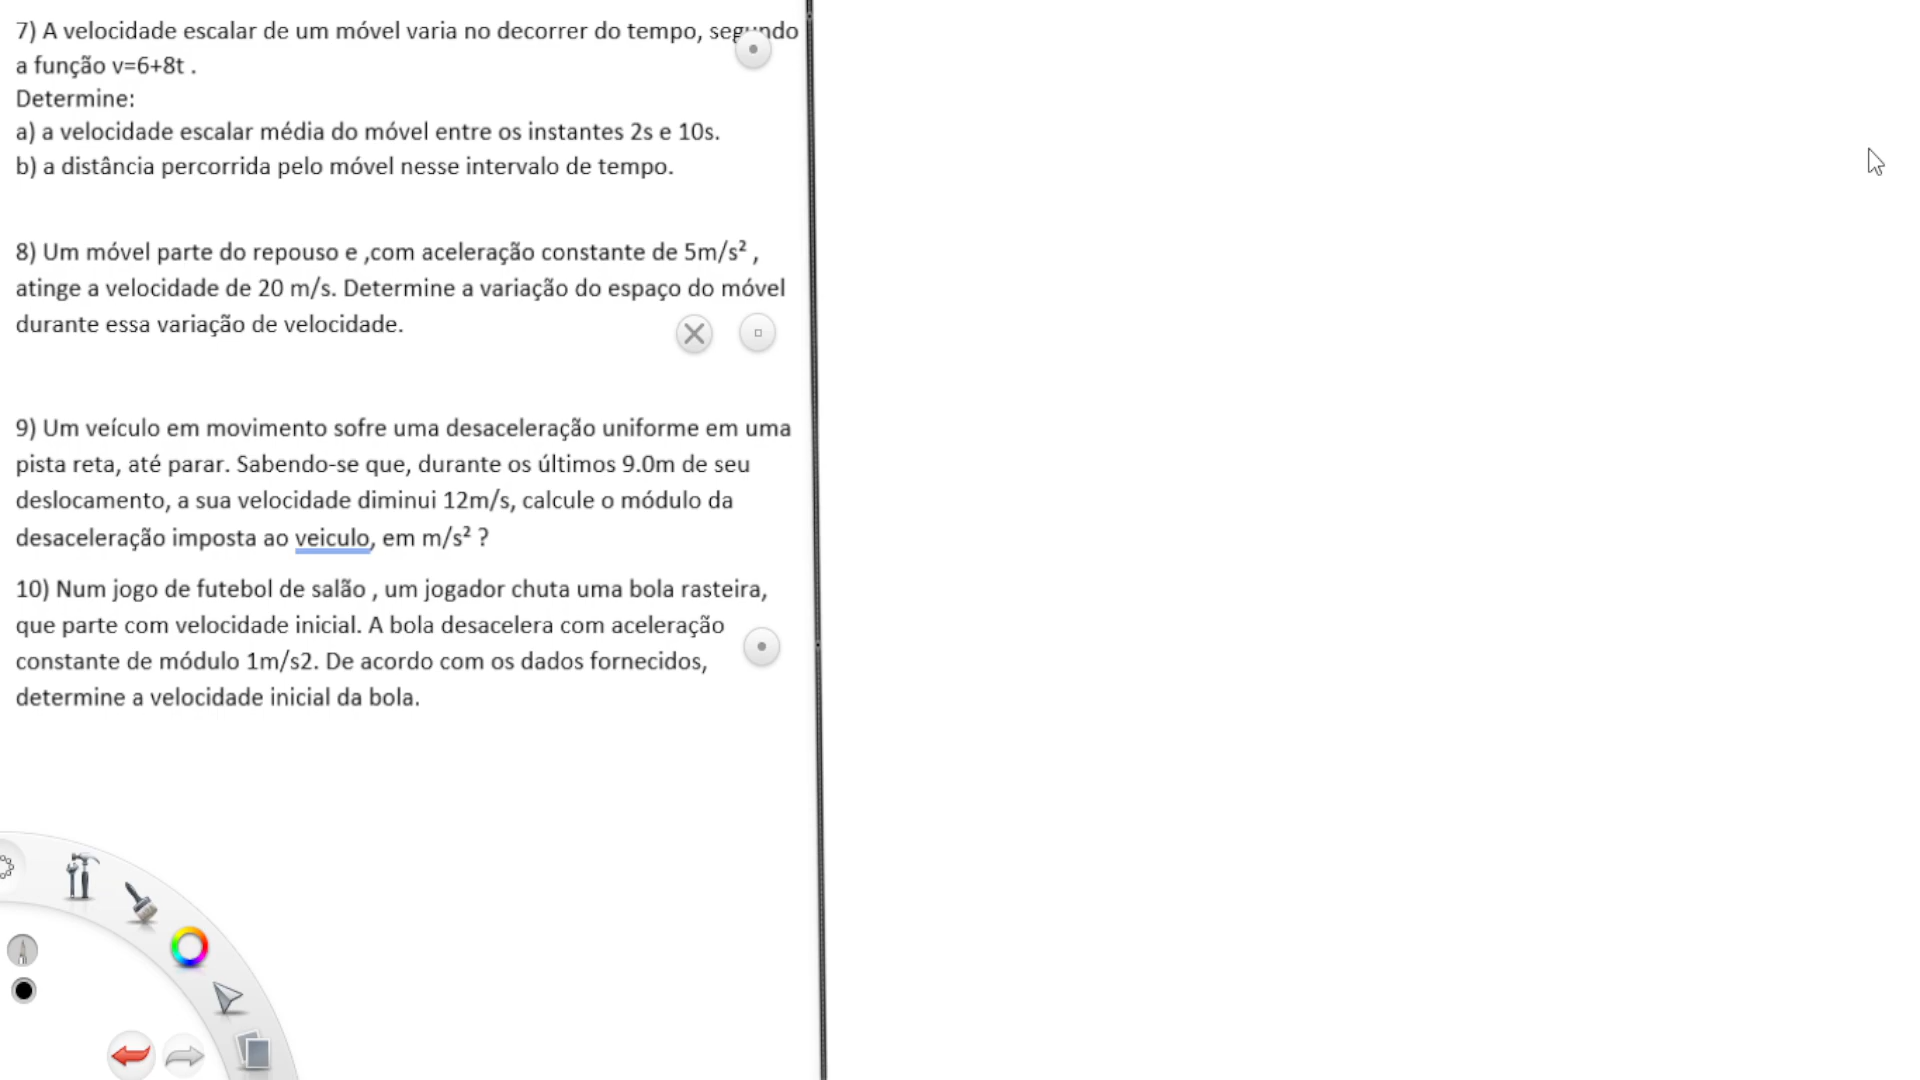 7) A velocidade escalar de um móvel varia no decorrer do tempo, segundo
a função v=6+8t .
Determine:
a) a velocidade escalar média do móvel entre os instantes 2s e 10s.
b) a distância percorrida pelo móvel nesse intervalo de tempo.
8) Um móvel parte do repouso e ,com aceleração constante de 5m/s² ,
atinge a velocidade de 20 m/s. Determine a variação do espaço do móvel
durante essa variação de velocidade.
9) Um veículo em movimento sofre uma desaceleração uniforme em uma
pista reta, até parar. Sabendo-se que, durante os últimos 9.0m de seu
deslocamento, a sua velocidade diminui 12m/s, calcule o módulo da
desaceleração imposta ao veiculo, em m/s² ?
10) Num jogo de futebol de salão , um jogador chuta uma bola rasteira,
que parte com velocidade inicial. A bola desacelera com aceleração
constante de módulo 1m/s2. De acordo com os dados fornecidos,
determine a velocidade inicial da bola.